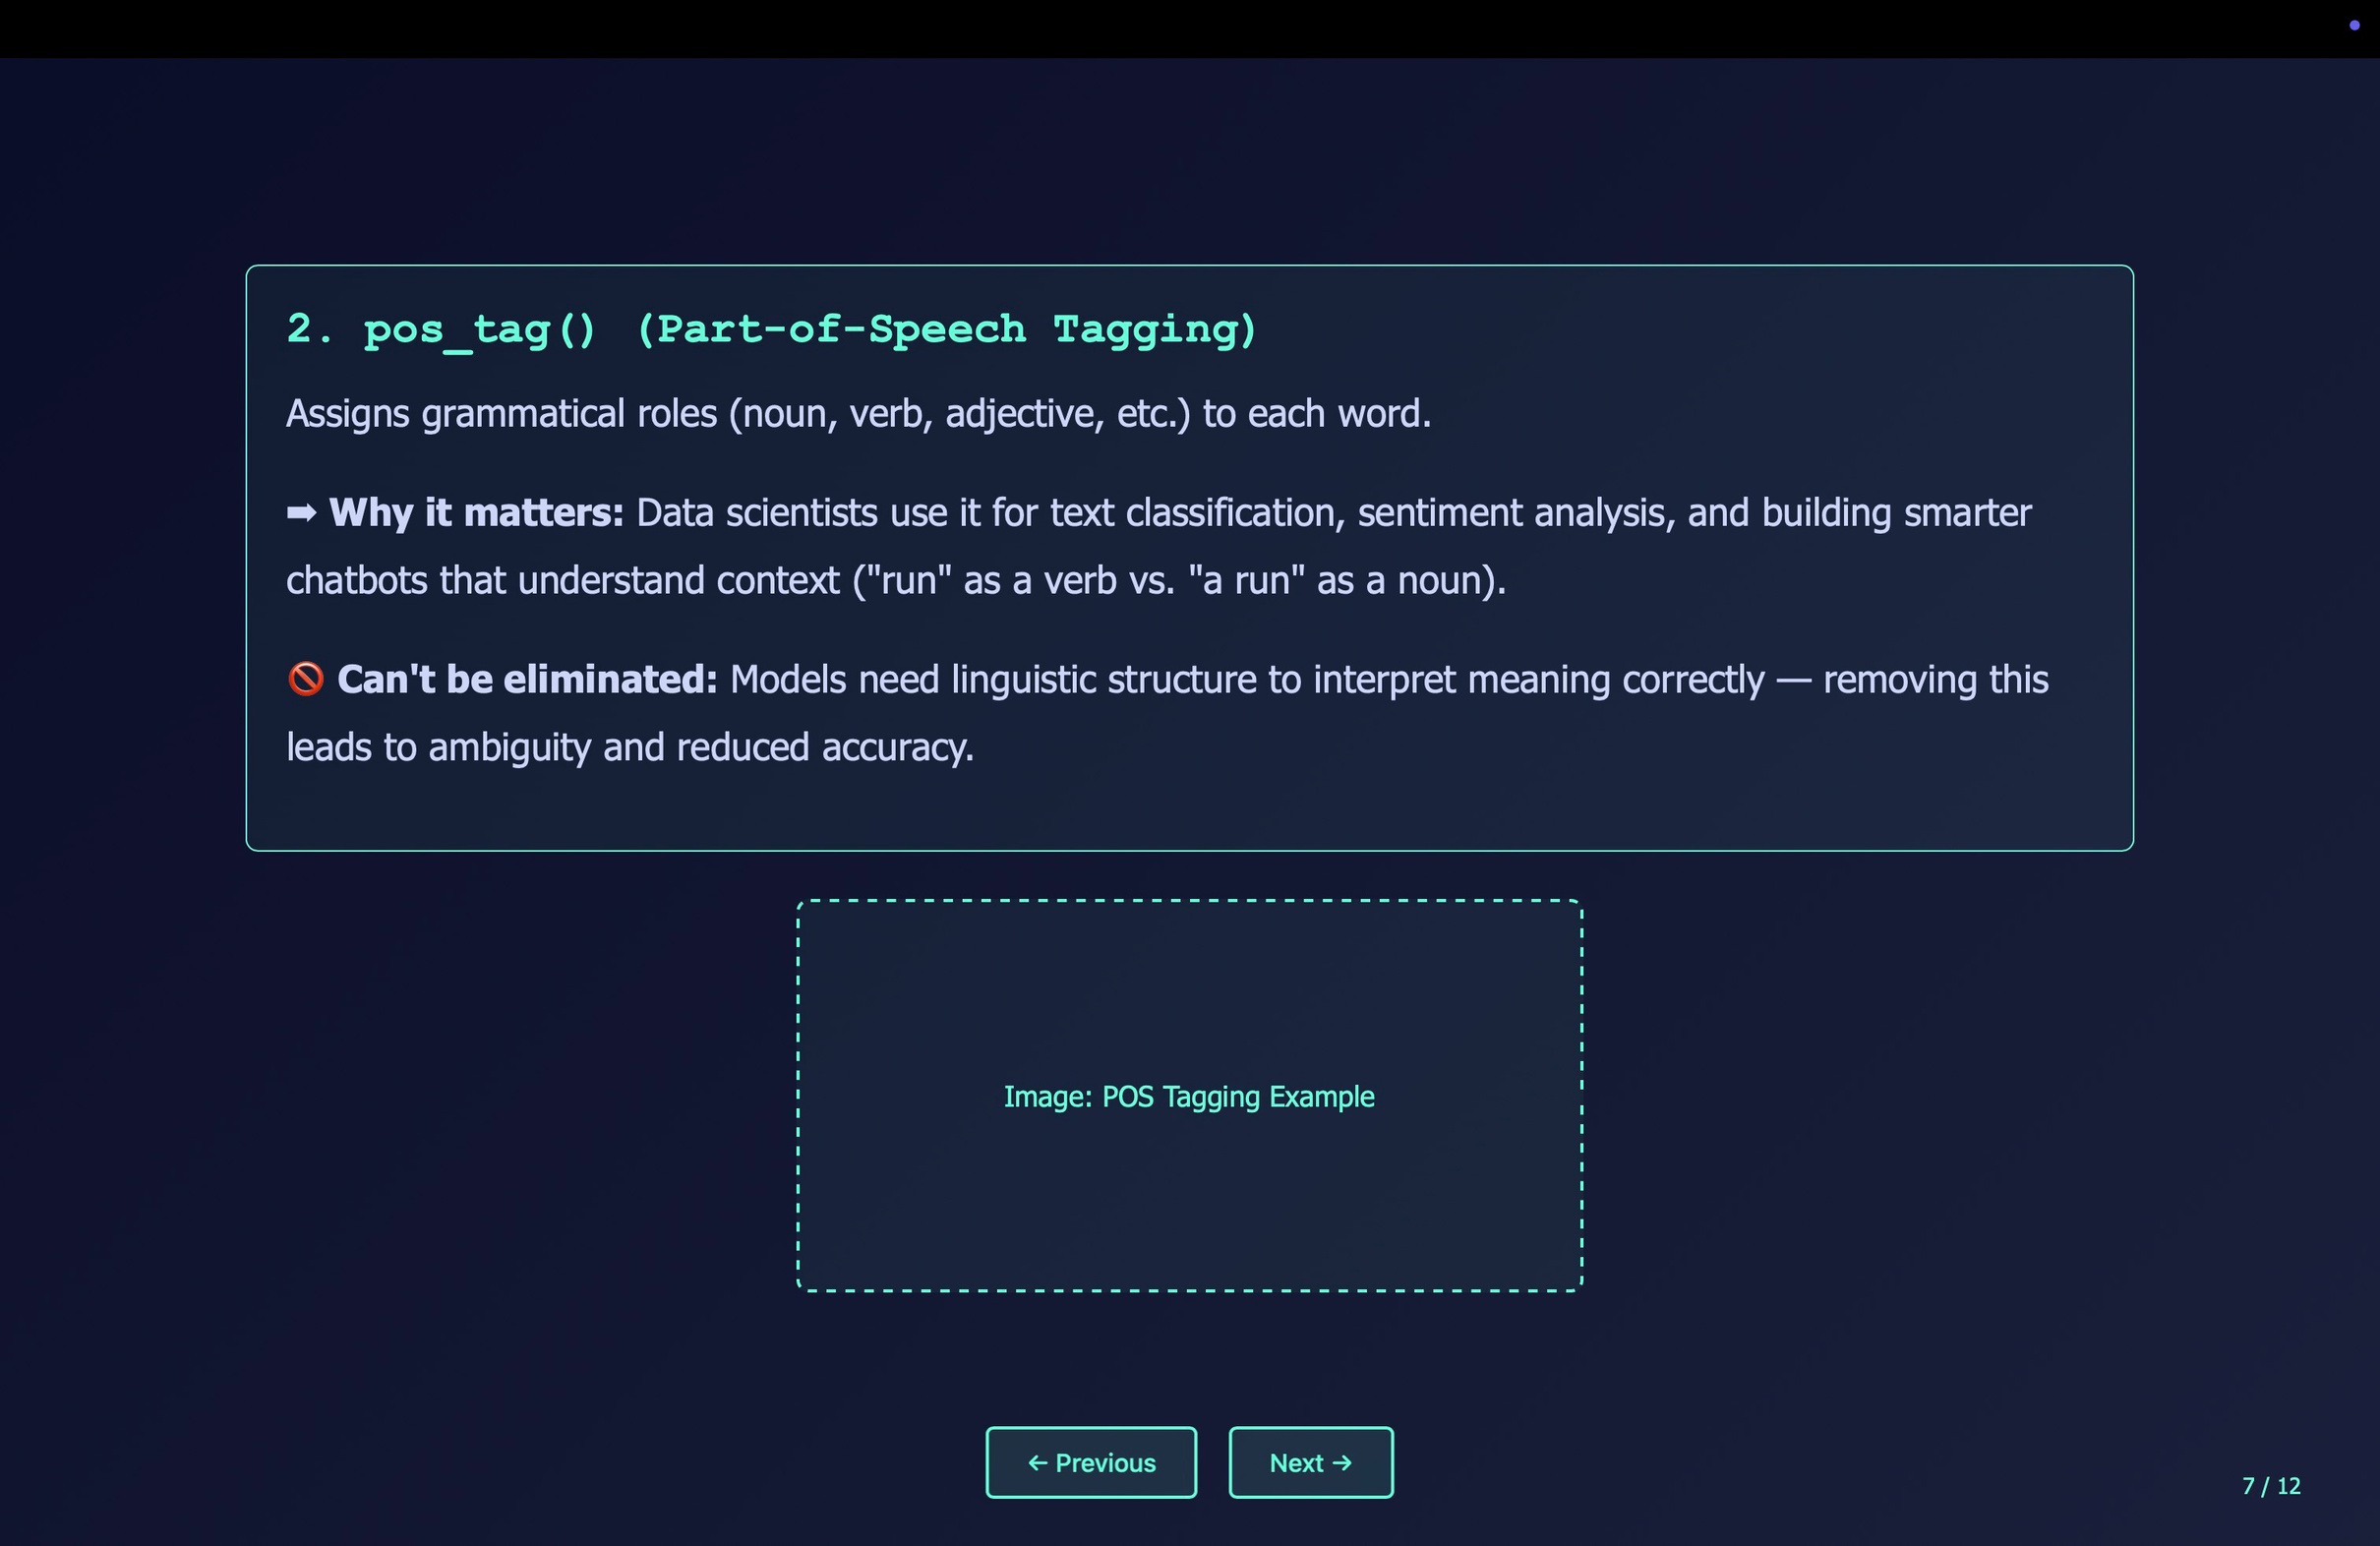 2. pos_tag() (Part-of-Speech Tagging)
Assigns grammatical roles (noun, verb, adjective, etc.) to each word.
➡ Why it matters: Data scientists use it for text classification, sentiment analysis, and building smarter
chatbots that understand context ("run" as a verb vs. "a run" as a noun).
🚫 Can't be eliminated: Models need linguistic structure to interpret meaning correctly — removing this
leads to ambiguity and reduced accuracy.
Image: POS Tagging Example
← Previous
Next →
7 / 12